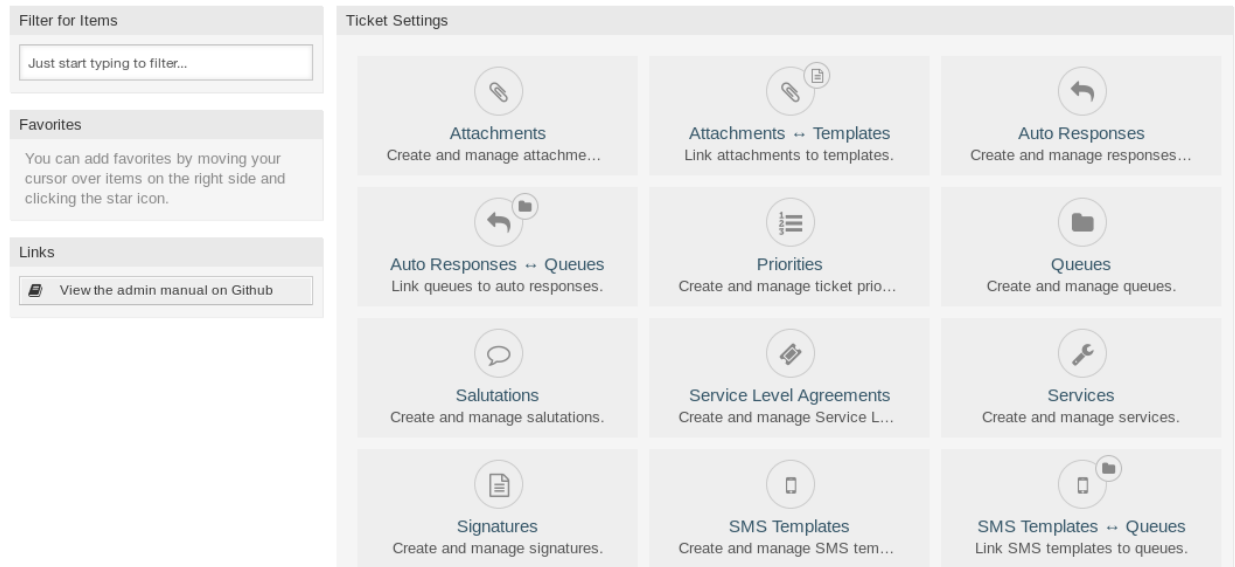 Filter for Items
Just start typing to filter...
Favorites
You can add favorites by moving your
cursor over items on the right side and
clicking the star icon.
Links
View the admin manual on Github
Ticket Settings
Attachments
Create and manage attachme…
Attachments ↔ Templates
Link attachments to templates.
Auto Responses
Create and manage responses…
Auto Responses ↔ Queues
Link queues to auto responses.
Priorities
Create and manage ticket prio…
Queues
Create and manage queues.
Salutations
Create and manage salutations.
Service Level Agreements
Create and manage Service L…
Services
Create and manage services.
Signatures
Create and manage signatures.
SMS Templates
Create and manage SMS tem…
SMS Templates ↔ Queues
Link SMS templates to queues.